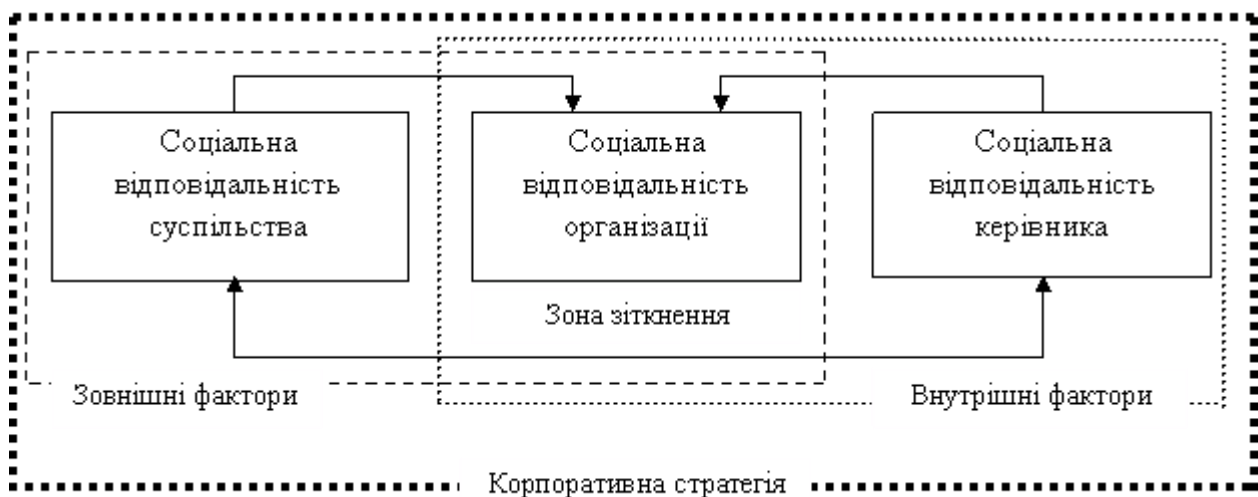 Соціальна
відповідальність
суспільства
Соціальна
відповідальність
організації
Соціальна
відповідальність
керівника
Зона зіткнення
Зовнішні фактори
Внутрішні фактори
Корпоративна стратегія